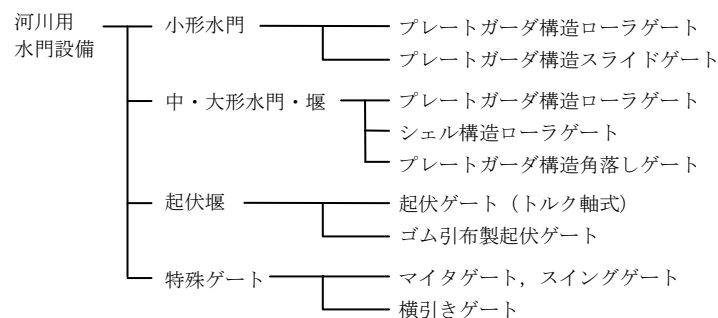 河川用
水門設備
小形水門
プレートガーダ構造ローラゲート
プレートガーダ構造スライドゲート
中・大形水門・堰
プレートガーダ構造ローラゲート
シェル構造ローラゲート
プレートガーダ構造角落しゲート
起伏堰
起伏ゲート（トルク軸式）
ゴム引布製起伏ゲート
特殊ゲート
マイタゲート，スイングゲート
横引きゲート